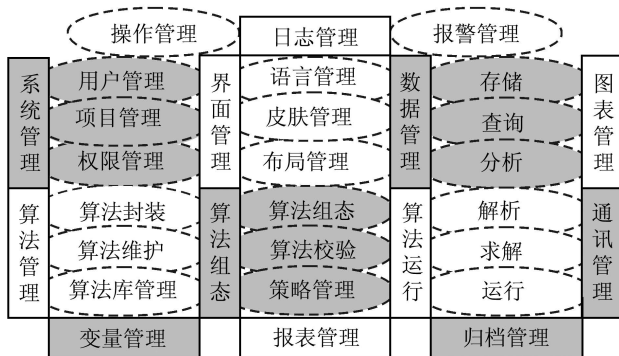 操作管理
日志管理
报警管理
系统管理
用户管理
项目管理
权限管理
界面管理
语言管理
皮肤管理
布局管理
数据管理
存储
查询
分析
图表管理
算法管理
算法封装
算法维护
算法库管理
算法组态
算法组态
算法校验
策略管理
算法运行
解析
求解
运行
通讯管理
变量管理
报表管理
归档管理